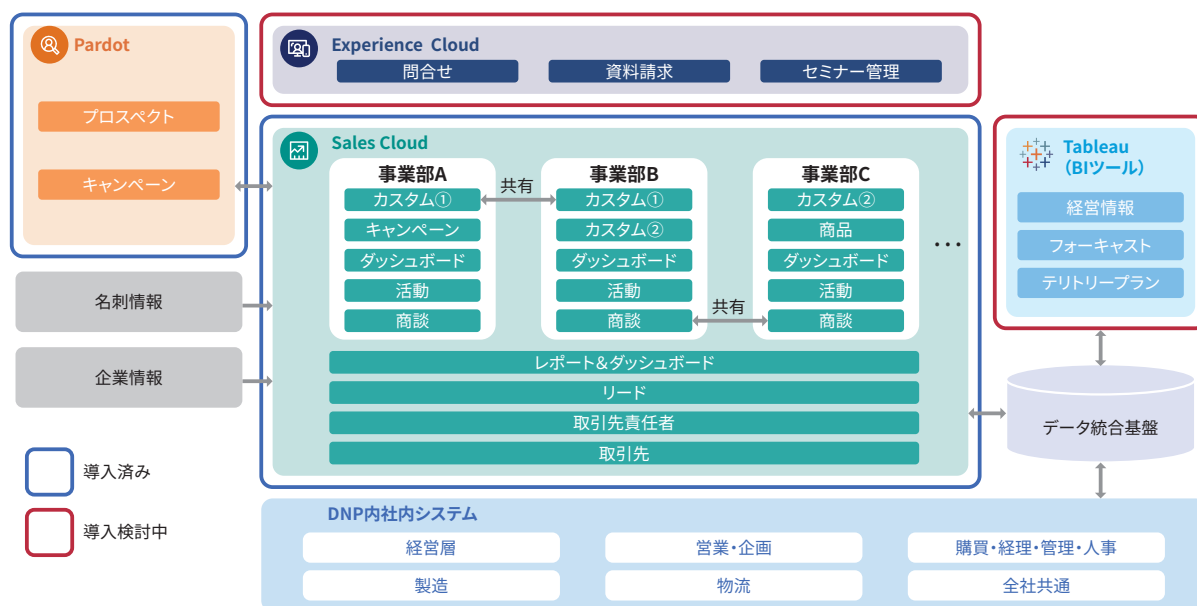 Pardot
プロスペクト
キャンペーン
Experience Cloud
問合せ
資料請求
セミナー管理
Sales Cloud
事業部A
カスタム①
キャンペーン
ダッシュボード
活動
商談
共有
事業部B
カスタム①
カスタム②
ダッシュボード
活動
商談
共有
事業部C
カスタム②
商品
ダッシュボード
活動
商談
…
レポート&ダッシュボード
リード
取引先責任者
取引先
Tableau
（BIツール）
経営情報
フォーキャスト
テリトリープラン
名刺情報
企業情報
データ統合基盤
導入済み
導入検討中
DNP内社内システム
経営層
営業・企画
購買・経理・管理・人事
製造
物流
全社共通